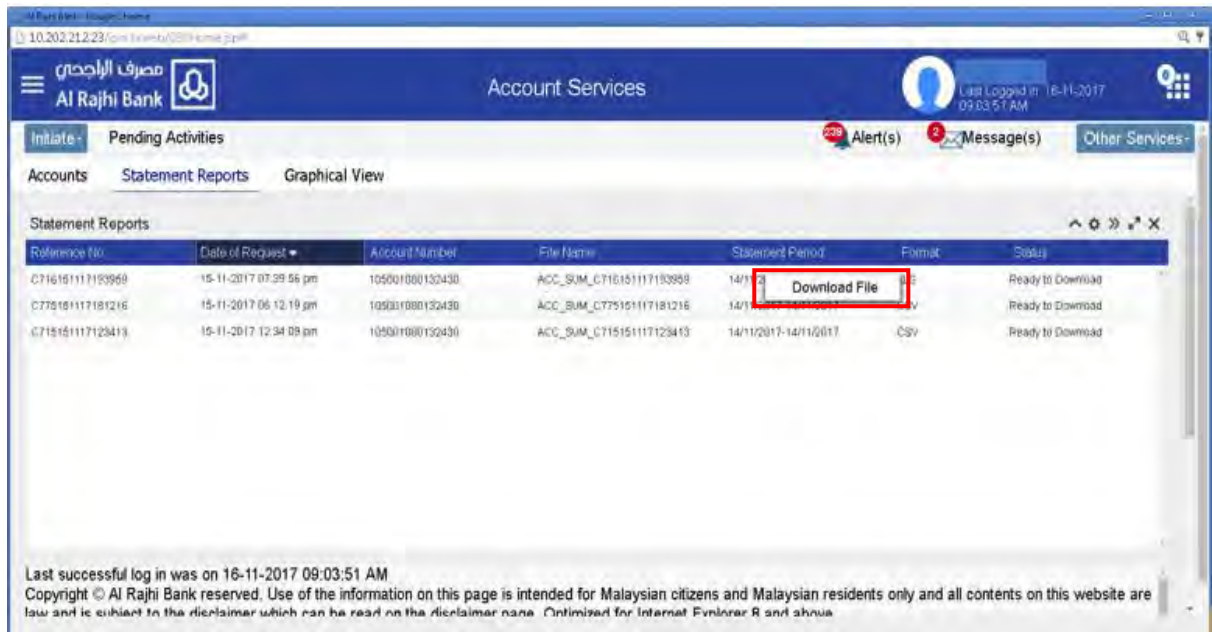 10.202.212.23/
مصرف الراجحي
Al Rajhi Bank
Account Services
Last Logged in 16-11-2017
09:03:51 AM
0
Initiate
Pending Activities
239 Alert(s)
2 Message(s)
Other Services
Accounts
Statement Reports
Graphical View
Statement Reports
Reference No. Date of Request Account Number File Name Statement Period Format Status
C716151117193959 15-11-2017 07:39:56 pm 105001080132430 ACC_SUM_C716151117193959 Ready to Download
Download File
C775151117181216 15-11-2017 06:12:19 pm 105001080132430 ACC_SUM_C775151117181216 Ready to Download
C715151117123413 15-11-2017 12:34:09 pm 105001080132430 ACC_SUM_C715151117123413 14/11/2017-14/11/2017 CSV Ready to Download
Last successful log in was on 16-11-2017 09:03:51 AM
Copyright © Al Rajhi Bank reserved. Use of the information on this page is intended for Malaysian citizens and Malaysian residents only and all contents on this website are
law and is subject to the disclaimer which can be read on the disclaimer page. Optimized for Internet Explorer 8 and above